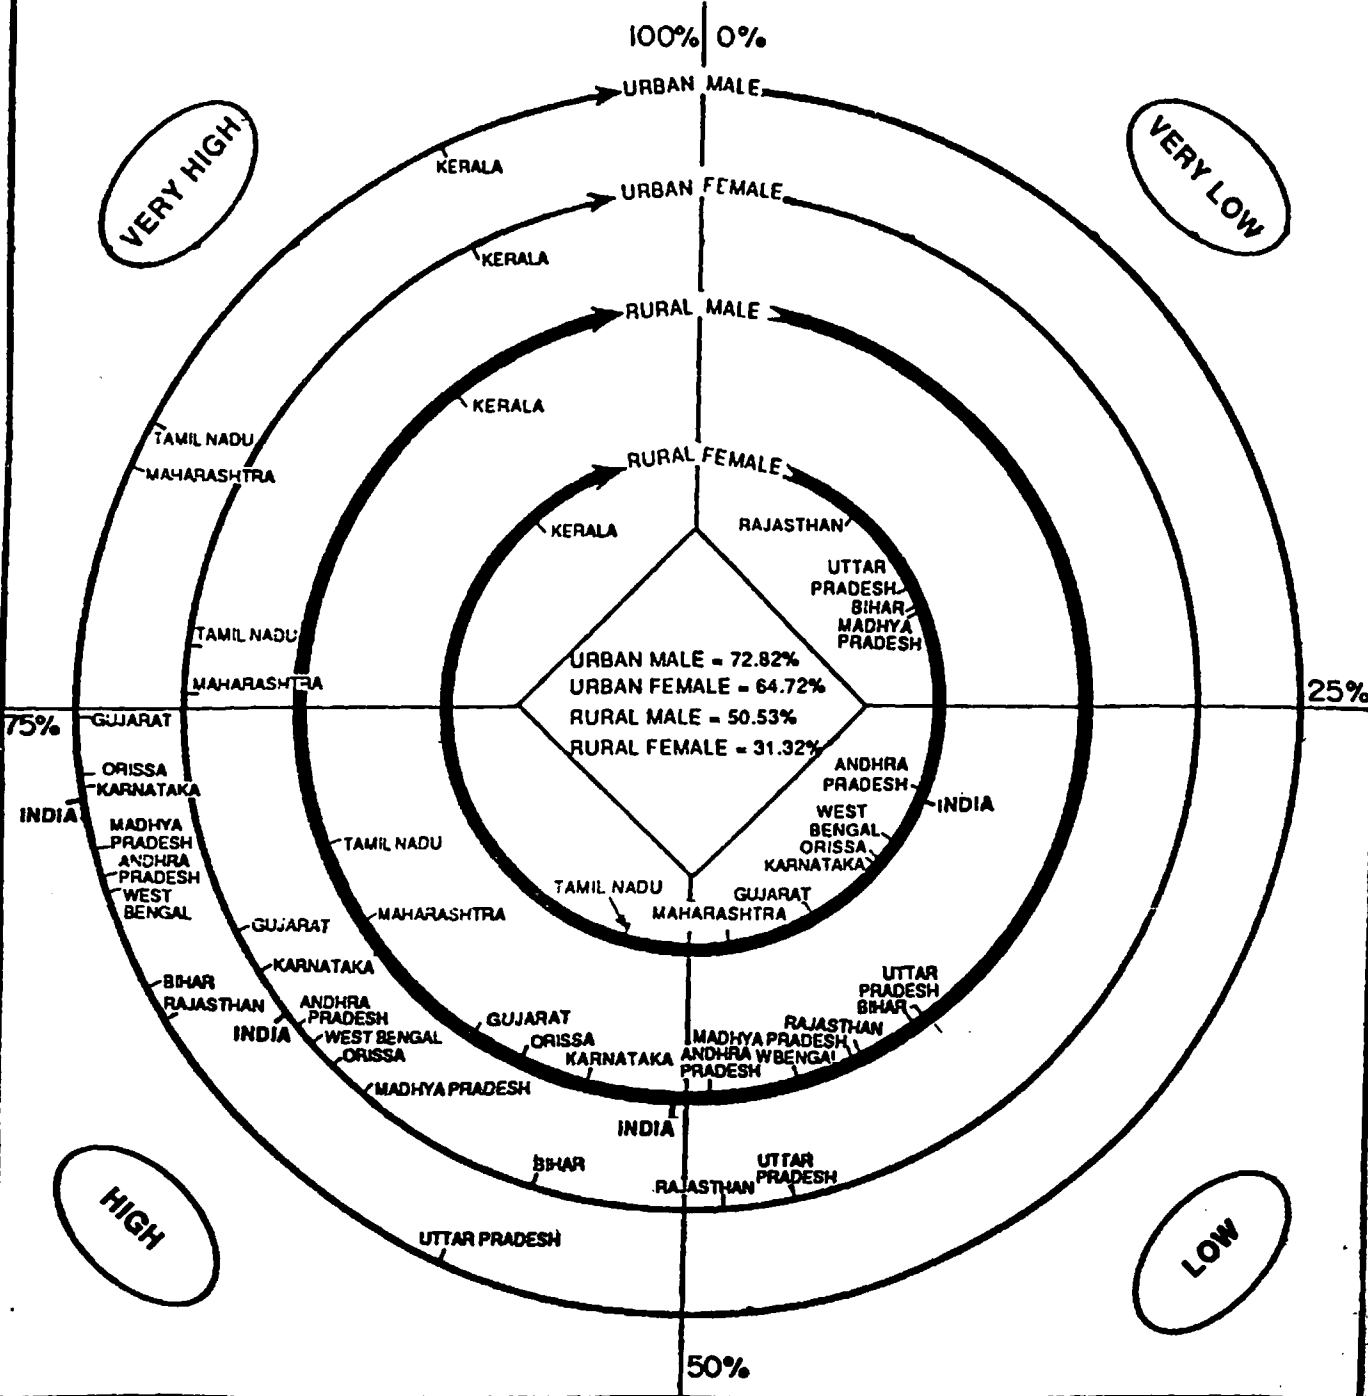 100% 0%
URBAN MALE
VERY HIGH
VERY LOW
KERALA
URBAN FEMALE
KERALA
RURAL MALE
KERALA
TAMIL NADU
MAHARASHTRA
RURAL FEMALE
KERALA
RAJASTHAN
UTTAR
PRADESH
BIHAR
MADHYA
PRADESH
TAMIL NADU
MAHARASHTRA
URBAN MALE = 72.82%
URBAN FEMALE = 64.72%
RURAL MALE = 50.53%
RURAL FEMALE = 31.32%
25%
75%
GUJARAT
ORISSA
KARNATAKA
INDIA
MADHYA
PRADESH
ANDHRA
PRADESH
WEST
BENGAL
TAMIL NADU
MAHARASHTRA
ANDHRA
PRADESH
INDIA
WEST
BENGAL
ORISSA
KARNATAKA
GUJARAT
TAMIL NADU
MAHARASHTRA
GUJARAT
KARNATAKA
BIHAR
RAJASTHAN
INDIA
ANDHRA
PRADESH
WEST BENGAL
ORISSA
MADHYA PRADESH
GUJARAT
ORISSA
KARNATAKA
UTTAR
PRADESH
BIHAR
RAJASTHAN
MADHYA PRADESH
ANDHRA
PRADESH
W BENGAL
INDIA
BIHAR
RAJASTHAN
UTTAR
PRADESH
UTTAR PRADESH
HIGH
LOW
50%